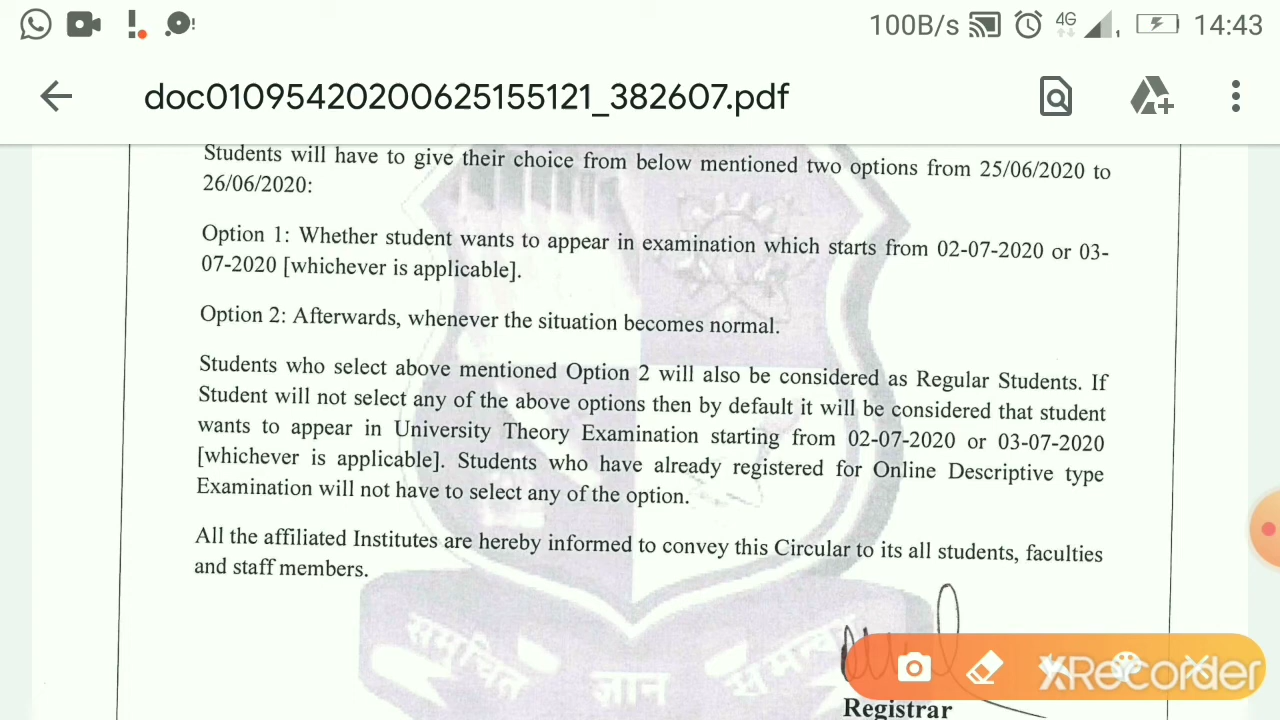 100B/s 4G 1 14:43
doc01095420200625155121_382607.pdf
Students will have to give their choice from below mentioned two options from 25/06/2020 to
26/06/2020:
Option 1: Whether student wants to appear in examination which starts from 02-07-2020 or 03-
07-2020 [whichever is applicable].
Option 2: Afterwards, whenever the situation becomes normal.
Students who select above mentioned Option 2 will also be considered as Regular Students. If
Student will not select any of the above options then by default it will be considered that student
wants to appear in University Theory Examination starting from 02-07-2020 or 03-07-2020
[whichever is applicable]. Students who have already registered for Online Descriptive type
Examination will not have to select any of the option.
All the affiliated Institutes are hereby informed to convey this Circular to its all students, faculties
and staff members.
समुचित ज्ञान समन्वय
XRecorder
Registrar